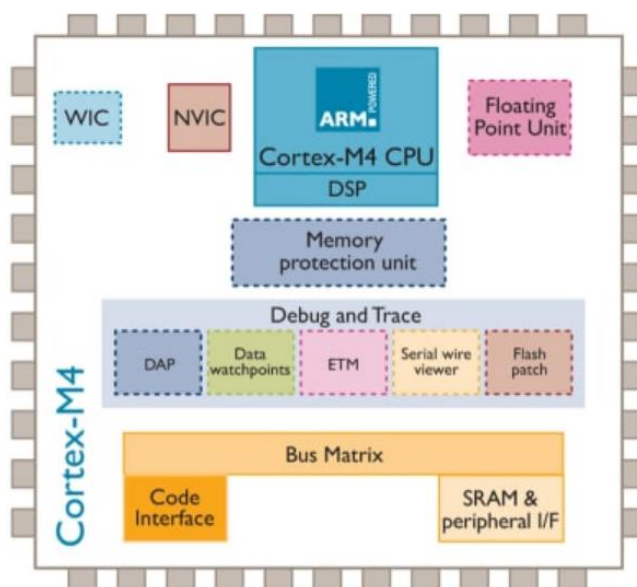 WIC
NVIC
ARM
POWERED
Cortex-M4 CPU
DSP
Floating
Point Unit
Memory
protection unit
Debug and Trace
DAP
Data
watchpoints
ETM
Serial wire
viewer
Flash
patch
Cortex-M4
Bus Matrix
Code
Interface
SRAM &
peripheral I/F